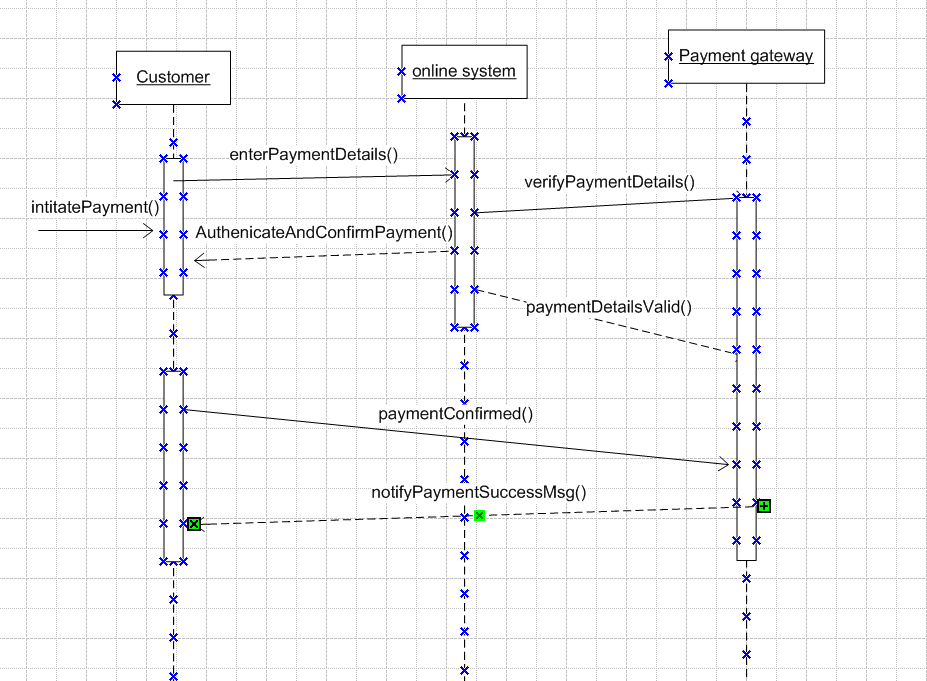 Customer
online system
Payment gateway
enterPaymentDetails()
verifyPaymentDetails()
intitatePayment()
AuthenicateAndConfirmPayment()
paymentDetailsValid()
paymentConfirmed()
notifyPaymentSuccessMsg()